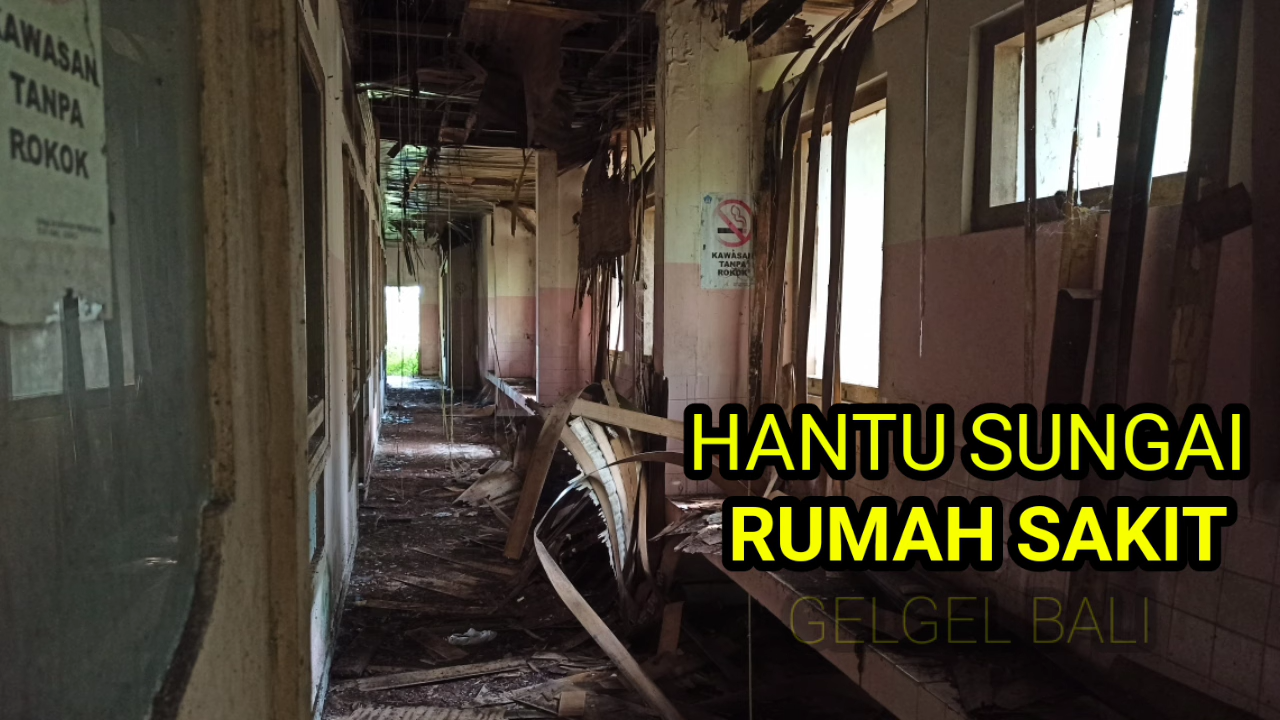 KAWASAN
TANPA
ROKOK
KAWASAN
TANPA
ROKOK
HANTU SUNGAI
RUMAH SAKIT
GELGEL BALI